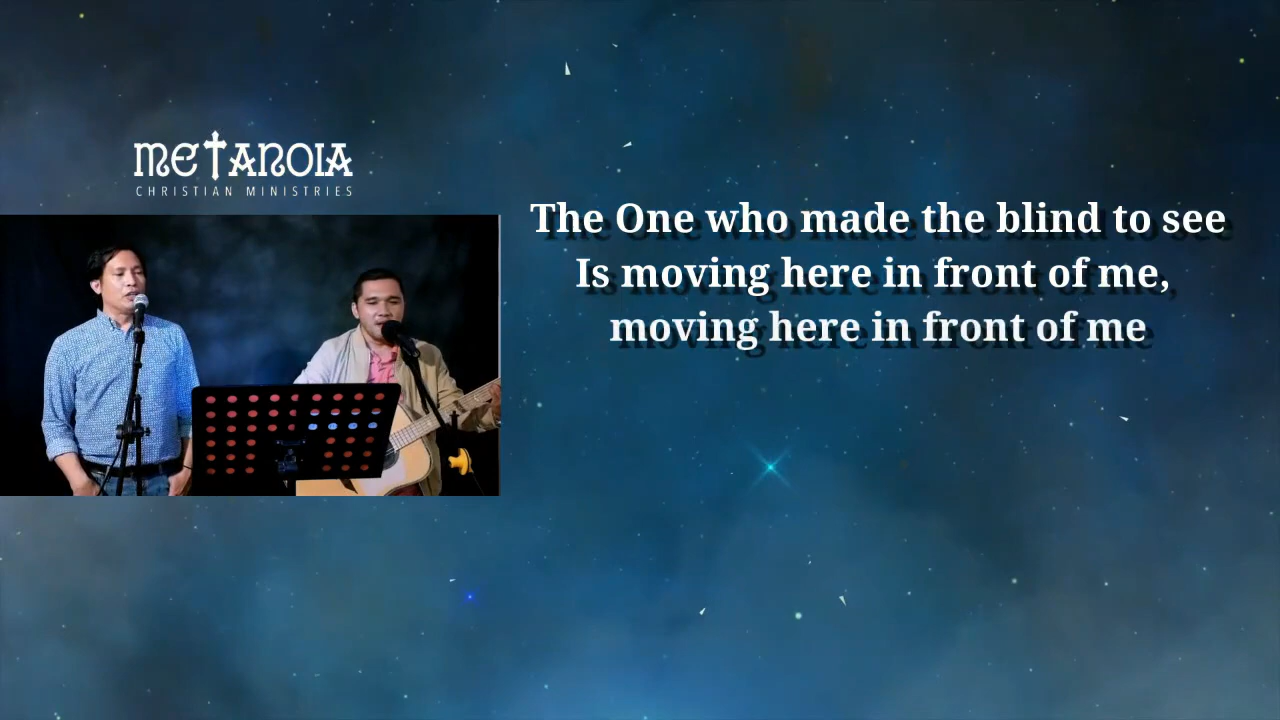 METANOIA
CHRISTIAN MINISTRIES
The One who made the blind to see
Is moving here in front of me,
moving here in front of me